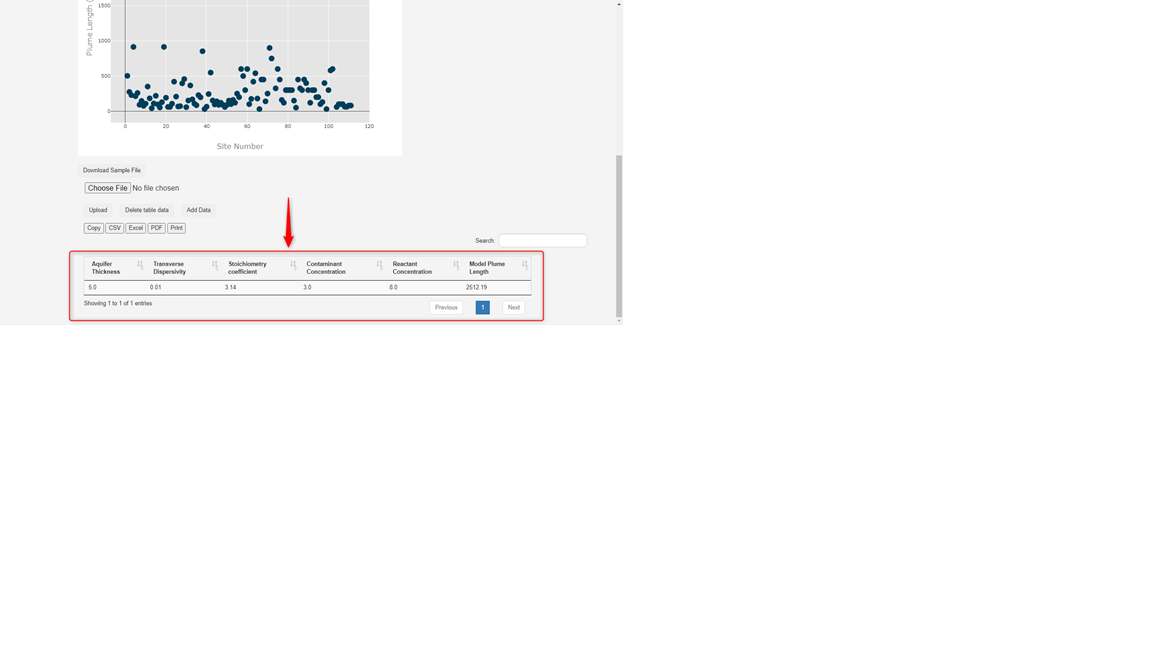 1500
Plume Length (
1000
500
0
0 20 40 60 80 100 120
Site Number
Download Sample File
Choose File No file chosen
Upload Delete table data Add Data
Copy CSV Excel PDF Print
Search:
Aquifer Thickness Transverse Dispersivity Stoichiometry coefficient Contaminant Concentration Reactant Concentration Model Plume Length
5.0 0.01 3.14 3.0 8.0 2512.19
Showing 1 to 1 of 1 entries
Previous 1 Next